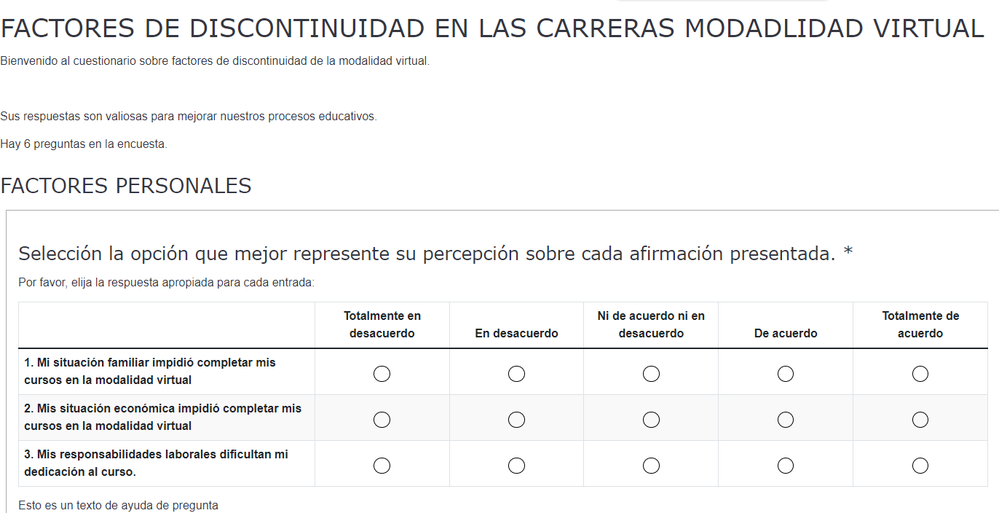 FACTORES DE DISCONTINUIDAD EN LAS CARRERAS MODADLIDAD VIRTUAL
Bienvenido al cuestionario sobre factores de discontinuidad de la modalidad virtual.
Sus respuestas son valiosas para mejorar nuestros procesos educativos.
Hay 6 preguntas en la encuesta.
FACTORES PERSONALES
Selección la opción que mejor represente su percepción sobre cada afirmación presentada. *
Por favor, elija la respuesta apropiada para cada entrada:
Totalmente en
desacuerdo
En desacuerdo
Ni de acuerdo ni en
desacuerdo
De acuerdo
Totalmente de
acuerdo
1. Mi situación familiar impidió completar mis
cursos en la modalidad virtual
2. Mis situación económica impidió completar mis
cursos en la modalidad virtual
3. Mis responsabilidades laborales dificultan mi
dedicación al curso.
Esto es un texto de ayuda de pregunta